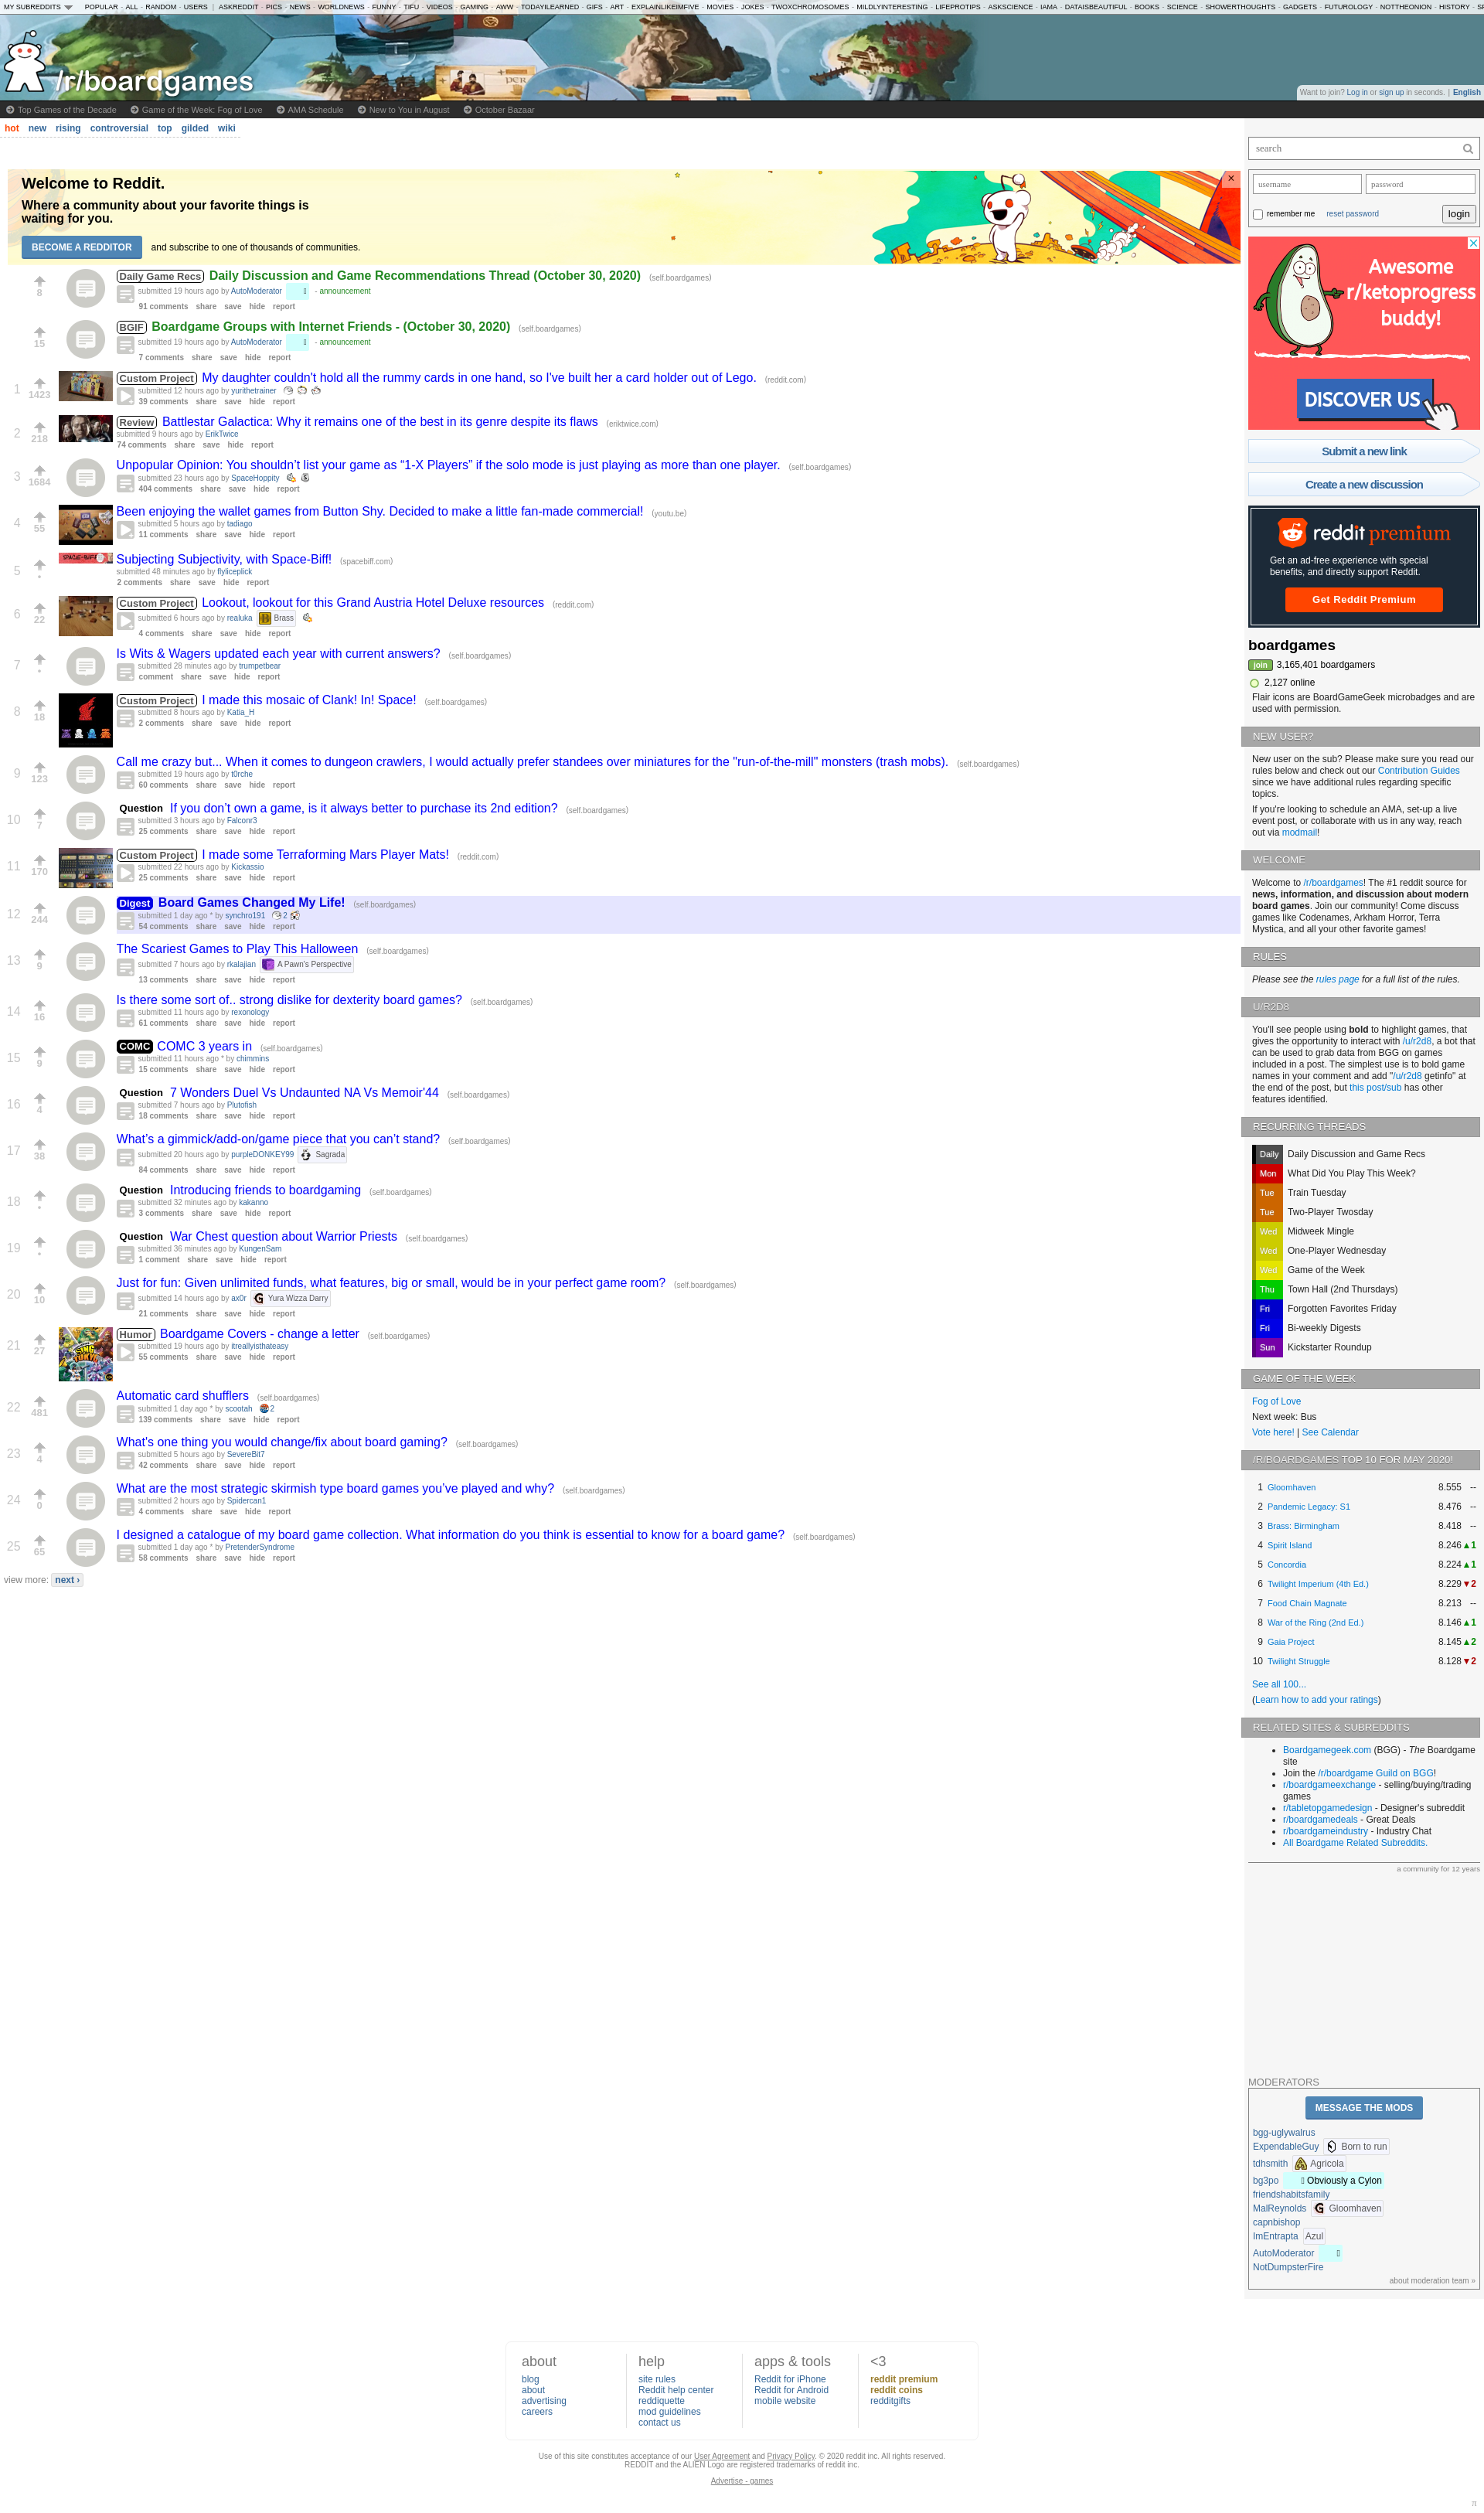 MY SUBREDDITS POPULAR - ALL - RANDOM - USERS | ASKREDDIT - PICS - NEWS - WORLDNEWS - FUNNY - TIFU - VIDEOS - GAMING - AWW - TODAYILEARNED - GIFS - ART - EXPLAINLIKEIMFIVE - MOVIES - JOKES - TWOXCHROMOSOMES - MILDLYINTERESTING - LIFEPROTIPS - ASKSCIENCE - IAMA - DATAISBEAUTIFUL - BOOKS - SCIENCE - SHOWERTHOUGHTS - GADGETS - FUTUROLOGY - NOTTHEONION - HISTORY - SP
/r/boardgames
Want to join? Log in or sign up in seconds. | English
Top Games of the Decade Game of the Week: Fog of Love AMA Schedule New to You in August October Bazaar
hot new rising controversial top gilded wiki
Welcome to Reddit.
Where a community about your favorite things is
waiting for you.
BECOME A REDDITOR and subscribe to one of thousands of communities.
8
Daily Game Recs Daily Discussion and Game Recommendations Thread (October 30, 2020) (self.boardgames)
submitted 19 hours ago by AutoModerator - announcement
91 comments share save hide report
15
BGIF Boardgame Groups with Internet Friends - (October 30, 2020) (self.boardgames)
submitted 19 hours ago by AutoModerator - announcement
7 comments share save hide report
1 1423
Custom Project My daughter couldn't hold all the rummy cards in one hand, so I've built her a card holder out of Lego. (reddit.com)
submitted 12 hours ago by yurithetrainer
39 comments share save hide report
2 218
Review Battlestar Galactica: Why it remains one of the best in its genre despite its flaws (eriktwice.com)
submitted 9 hours ago by ErikTwice
74 comments share save hide report
3 1684
Unpopular Opinion: You shouldn’t list your game as “1-X Players” if the solo mode is just playing as more than one player. (self.boardgames)
submitted 23 hours ago by SpaceHoppity
404 comments share save hide report
4 55
Been enjoying the wallet games from Button Shy. Decided to make a little fan-made commercial! (youtu.be)
submitted 5 hours ago by tadiago
11 comments share save hide report
5 •
Subjecting Subjectivity, with Space-Biff! (spacebiff.com)
submitted 48 minutes ago by flyliceplick
2 comments share save hide report
6 22
Custom Project Lookout, lookout for this Grand Austria Hotel Deluxe resources (reddit.com)
submitted 6 hours ago by realuka Brass
4 comments share save hide report
7 •
Is Wits & Wagers updated each year with current answers? (self.boardgames)
submitted 28 minutes ago by trumpetbear
comment share save hide report
8 18
Custom Project I made this mosaic of Clank! In! Space! (self.boardgames)
submitted 8 hours ago by Katia_H
2 comments share save hide report
9 123
Call me crazy but... When it comes to dungeon crawlers, I would actually prefer standees over miniatures for the "run-of-the-mill" monsters (trash mobs). (self.boardgames)
submitted 19 hours ago by t0rche
60 comments share save hide report
10 7
Question If you don’t own a game, is it always better to purchase its 2nd edition? (self.boardgames)
submitted 3 hours ago by Falconr3
25 comments share save hide report
11 170
Custom Project I made some Terraforming Mars Player Mats! (reddit.com)
submitted 22 hours ago by Kickassio
25 comments share save hide report
12 244
Digest Board Games Changed My Life! (self.boardgames)
submitted 1 day ago * by synchro191 2
54 comments share save hide report
13 9
The Scariest Games to Play This Halloween (self.boardgames)
submitted 7 hours ago by rkalajian A Pawn's Perspective
13 comments share save hide report
14 16
Is there some sort of.. strong dislike for dexterity board games? (self.boardgames)
submitted 11 hours ago by rexonology
61 comments share save hide report
15 9
COMC COMC 3 years in (self.boardgames)
submitted 11 hours ago * by chimmins
15 comments share save hide report
16 4
Question 7 Wonders Duel Vs Undaunted NA Vs Memoir'44 (self.boardgames)
submitted 7 hours ago by Plutofish
18 comments share save hide report
17 38
What’s a gimmick/add-on/game piece that you can’t stand? (self.boardgames)
submitted 20 hours ago by purpleDONKEY99 Sagrada
84 comments share save hide report
18 •
Question Introducing friends to boardgaming (self.boardgames)
submitted 32 minutes ago by kakanno
3 comments share save hide report
19 •
Question War Chest question about Warrior Priests (self.boardgames)
submitted 36 minutes ago by KungenSam
1 comment share save hide report
20 10
Just for fun: Given unlimited funds, what features, big or small, would be in your perfect game room? (self.boardgames)
submitted 14 hours ago by ax0r Yura Wizza Darry
21 comments share save hide report
21 27
Humor Boardgame Covers - change a letter (self.boardgames)
submitted 19 hours ago by itreallyisthateasy
55 comments share save hide report
22 481
Automatic card shufflers (self.boardgames)
submitted 1 day ago * by scootah 2
139 comments share save hide report
23 4
What's one thing you would change/fix about board gaming? (self.boardgames)
submitted 5 hours ago by SevereBit7
42 comments share save hide report
24 0
What are the most strategic skirmish type board games you’ve played and why? (self.boardgames)
submitted 2 hours ago by Spidercan1
4 comments share save hide report
25 65
I designed a catalogue of my board game collection. What information do you think is essential to know for a board game? (self.boardgames)
submitted 1 day ago * by PretenderSyndrome
58 comments share save hide report
view more: next ›
search
username password
remember me reset password login
Awesome
r/ketoprogress
buddy!
DISCOVER US
Submit a new link
Create a new discussion
reddit premium
Get an ad-free experience with special
benefits, and directly support Reddit.
Get Reddit Premium
boardgames
join 3,165,401 boardgamers
2,127 online
Flair icons are BoardGameGeek microbadges and are
used with permission.
NEW USER?
New user on the sub? Please make sure you read our
rules below and check out our Contribution Guides
since we have additional rules regarding specific
topics.
If you're looking to schedule an AMA, set-up a live
event post, or collaborate with us in any way, reach
out via modmail!
WELCOME
Welcome to /r/boardgames! The #1 reddit source for
news, information, and discussion about modern
board games. Join our community! Come discuss
games like Codenames, Arkham Horror, Terra
Mystica, and all your other favorite games!
RULES
Please see the rules page for a full list of the rules.
U/R2D8
You'll see people using bold to highlight games, that
gives the opportunity to interact with /u/r2d8, a bot that
can be used to grab data from BGG on games
included in a post. The simplest use is to bold game
names in your comment and add "/u/r2d8 getinfo" at
the end of the post, but this post/sub has other
features identified.
RECURRING THREADS
Daily Daily Discussion and Game Recs
Mon What Did You Play This Week?
Tue Train Tuesday
Tue Two-Player Twosday
Wed Midweek Mingle
Wed One-Player Wednesday
Wed Game of the Week
Thu Town Hall (2nd Thursdays)
Fri Forgotten Favorites Friday
Fri Bi-weekly Digests
Sun Kickstarter Roundup
GAME OF THE WEEK
Fog of Love
Next week: Bus
Vote here! | See Calendar
/R/BOARDGAMES TOP 10 FOR MAY 2020!
1 Gloomhaven 8.555 --
2 Pandemic Legacy: S1 8.476 --
3 Brass: Birmingham 8.418 --
4 Spirit Island 8.246 ▲1
5 Concordia 8.224 ▲1
6 Twilight Imperium (4th Ed.) 8.229 ▼2
7 Food Chain Magnate 8.213 --
8 War of the Ring (2nd Ed.) 8.146 ▲1
9 Gaia Project 8.145 ▲2
10 Twilight Struggle 8.128 ▼2
See all 100...
(Learn how to add your ratings)
RELATED SITES & SUBREDDITS
Boardgamegeek.com (BGG) - The Boardgame
site
Join the /r/boardgame Guild on BGG!
r/boardgameexchange - selling/buying/trading
games
r/tabletopgamedesign - Designer's subreddit
r/boardgamedeals - Great Deals
r/boardgameindustry - Industry Chat
All Boardgame Related Subreddits.
a community for 12 years
MODERATORS
MESSAGE THE MODS
bgg-uglywalrus
ExpendableGuy Born to run
tdhsmith Agricola
bg3po Obviously a Cylon
friendshabitsfamily
MalReynolds Gloomhaven
capnbishop
ImEntrapta Azul
AutoModerator
NotDumpsterFire
about moderation team »
about
blog
about
advertising
careers
help
site rules
Reddit help center
reddiquette
mod guidelines
contact us
apps & tools
Reddit for iPhone
Reddit for Android
mobile website
<3
reddit premium
reddit coins
redditgifts
Use of this site constitutes acceptance of our User Agreement and Privacy Policy. © 2020 reddit inc. All rights reserved.
REDDIT and the ALIEN Logo are registered trademarks of reddit inc.
Advertise - games